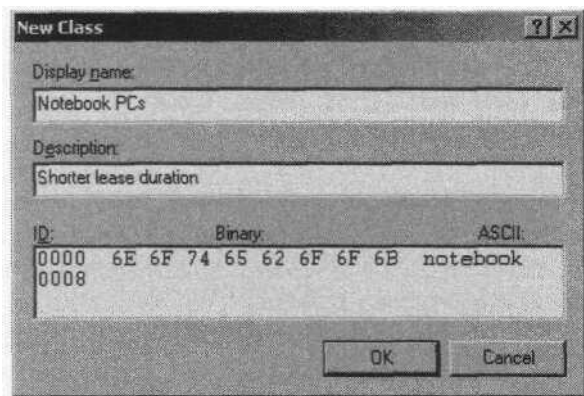 New Class
Display name:
Notebook PCs
Description:
Shorter lease duration
ID: Binary: ASCII:
0000 6E 6F 74 65 62 6F 6F 6B notebook
0008
OK Cancel